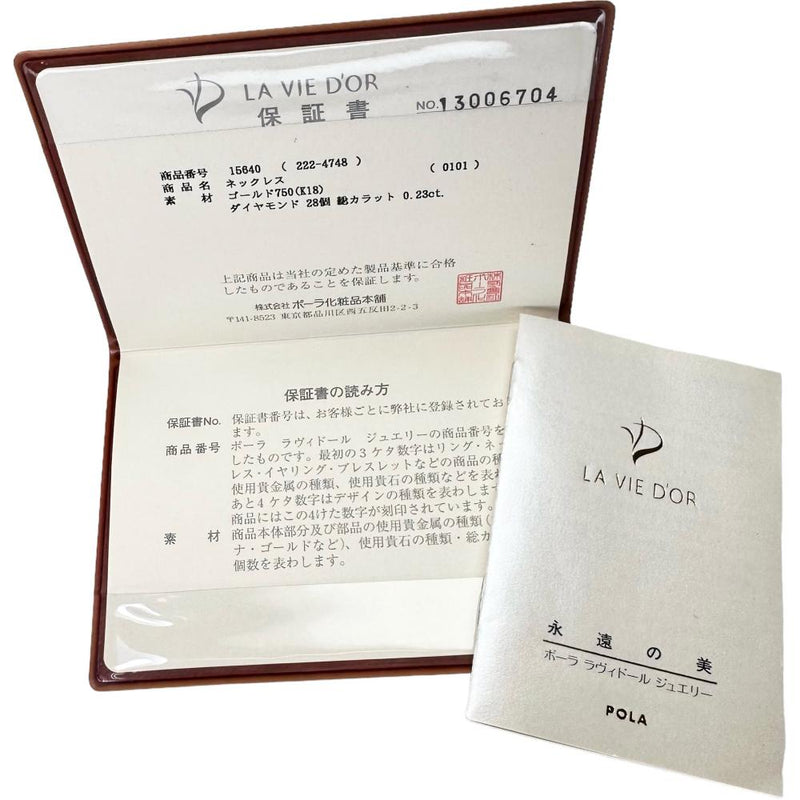 LA VIE D'OR
保証書
NO.13006704
商品番号 15640 ( 222-4748 ) ( 0101 )
商品名 ネックレス
素材 ゴールド750(K18)
ダイヤモンド 28個 総カラット 0.23ct.
上記商品は当社の定めた製品基準に合格
したものであることを保証します。
株式会社 ポーラ化粧品本舗
〒141-8523 東京都品川区西五反田2-2-3
保証書の読み方
保証書No. 保証書番号は、お客様ごとに弊社に登録されてお
ます。
商品番号 ポーラ ラヴィドール ジュエリーの商品番号を
したものです。最初の3ケタ数字はリング・ネ
レス・イヤリング・ブレスレットなどの商品の種
使用貴金属の種類、使用貴石の種類などを表
あと4ケタ数字はデザインの種類を表わします
商品にはこの4けた数字が刻印されています。
素材 商品本体部分及び部品の使用貴金属の種類(
ナ・ゴールドなど)、使用貴石の種類・総カ
個数を表わします。
LA VIE D'OR
永遠の美
ポーラ ラヴィドール ジュエリー
POLA